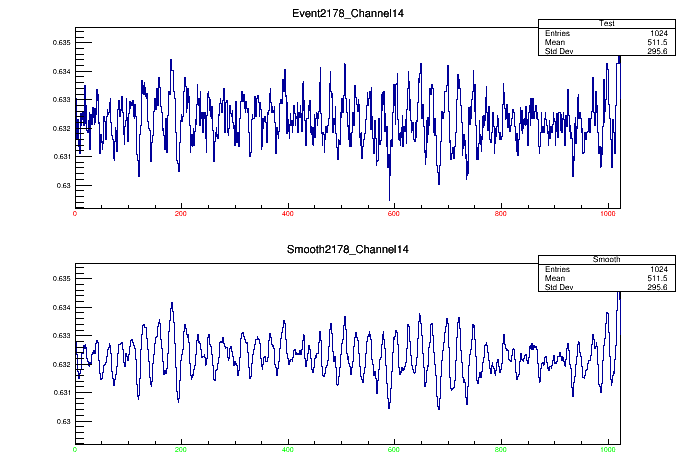 Event2178_Channel14
Test
Entries 1024
Mean 511.5
Std Dev 295.6
0.635
0.634
0.633
0.632
0.631
0.63
0 200 400 600 800 1000
Smooth2178_Channel14
Smooth
Entries 1024
Mean 511.5
Std Dev 295.6
0.635
0.634
0.633
0.632
0.631
0.63
0 200 400 600 800 1000